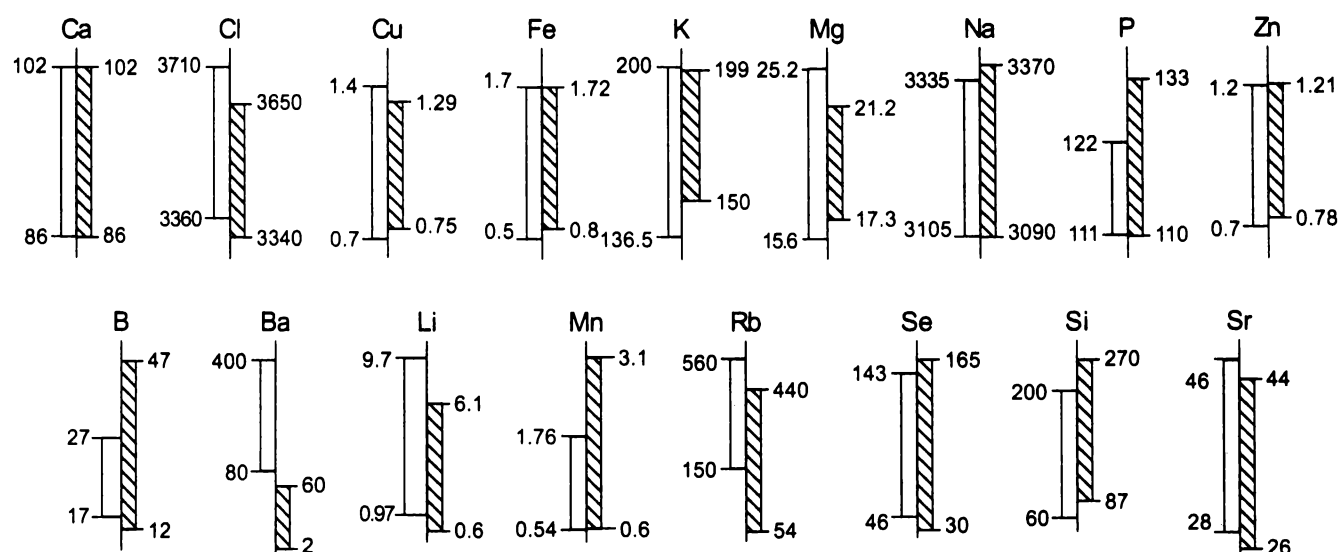 Ca Cl Cu Fe K Mg Na P Zn
102 102 3710 3650 1.4 1.29 1.7 1.72 200 199 25.2 21.2 3335 3370 122 133 1.2 1.21
86 86 3360 3340 0.7 0.75 0.5 0.8 136.5 150 15.6 17.3 3105 3090 111 110 0.7 0.78
B Ba Li Mn Rb Se Si Sr
27 47 400 60 9.7 6.1 1.76 3.1 560 440 143 165 200 270 46 44
17 12 80 2 0.97 0.6 0.54 0.6 150 54 46 30 60 87 28 26